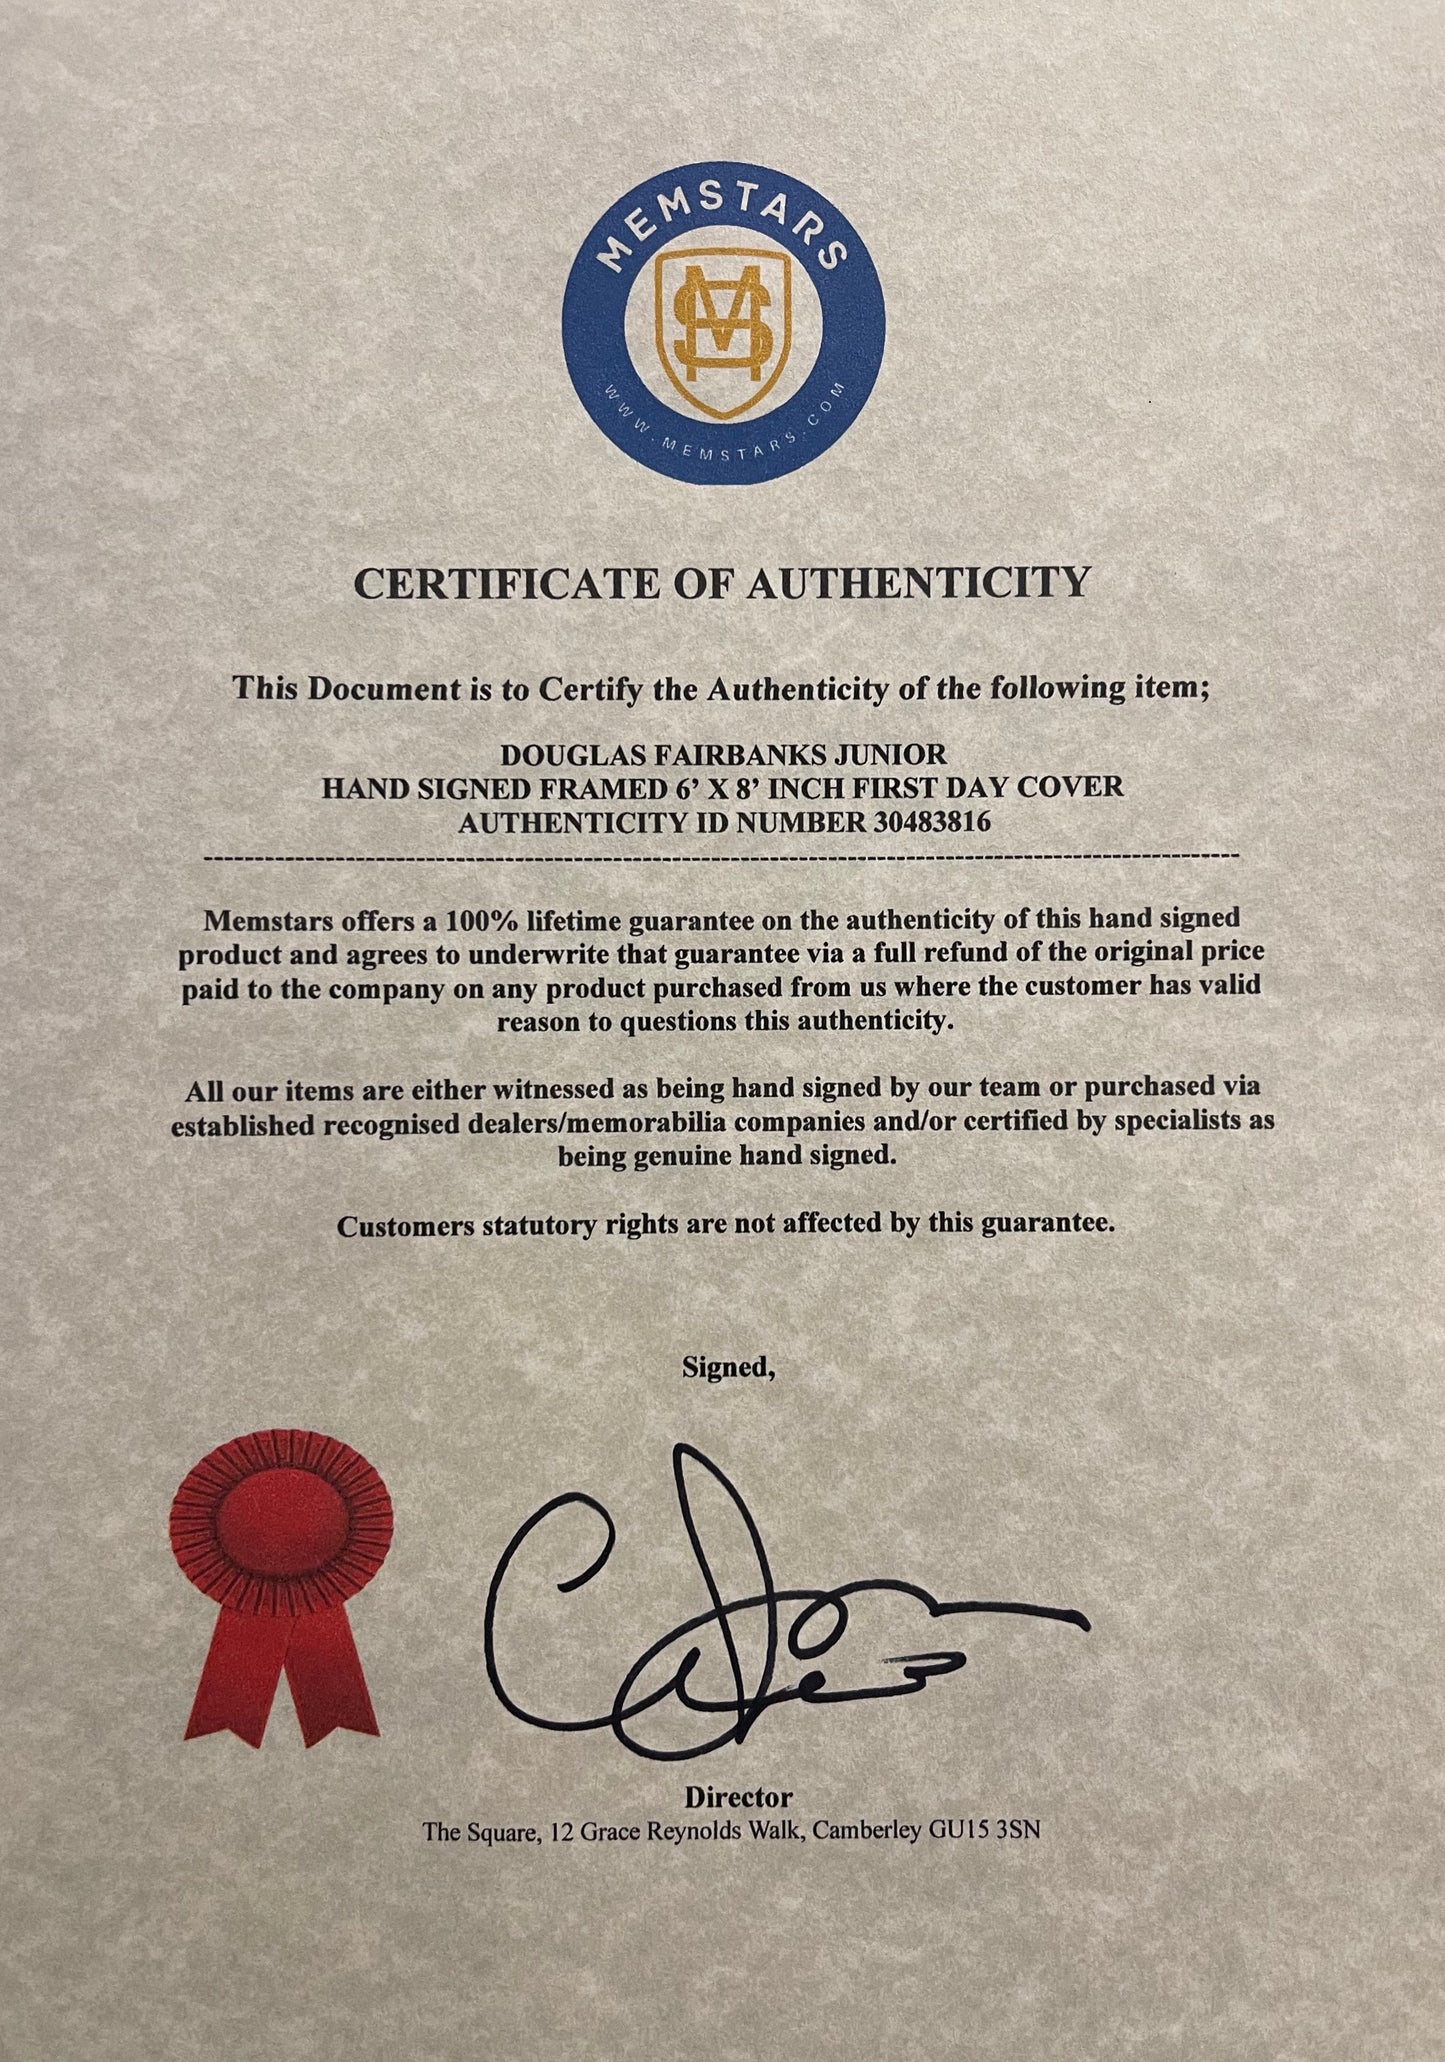 MEMSTARS
WWW.MEMSTARS.COM
CERTIFICATE OF AUTHENTICITY
This Document is to Certify the Authenticity of the following item;
DOUGLAS FAIRBANKS JUNIOR
HAND SIGNED FRAMED 6’ X 8’ INCH FIRST DAY COVER
AUTHENTICITY ID NUMBER 30483816
Memstars offers a 100% lifetime guarantee on the authenticity of this hand signed
product and agrees to underwrite that guarantee via a full refund of the original price
paid to the company on any product purchased from us where the customer has valid
reason to questions this authenticity.
All our items are either witnessed as being hand signed by our team or purchased via
established recognised dealers/memorabilia companies and/or certified by specialists as
being genuine hand signed.
Customers statutory rights are not affected by this guarantee.
Signed,
Director
The Square, 12 Grace Reynolds Walk, Camberley GU15 3SN